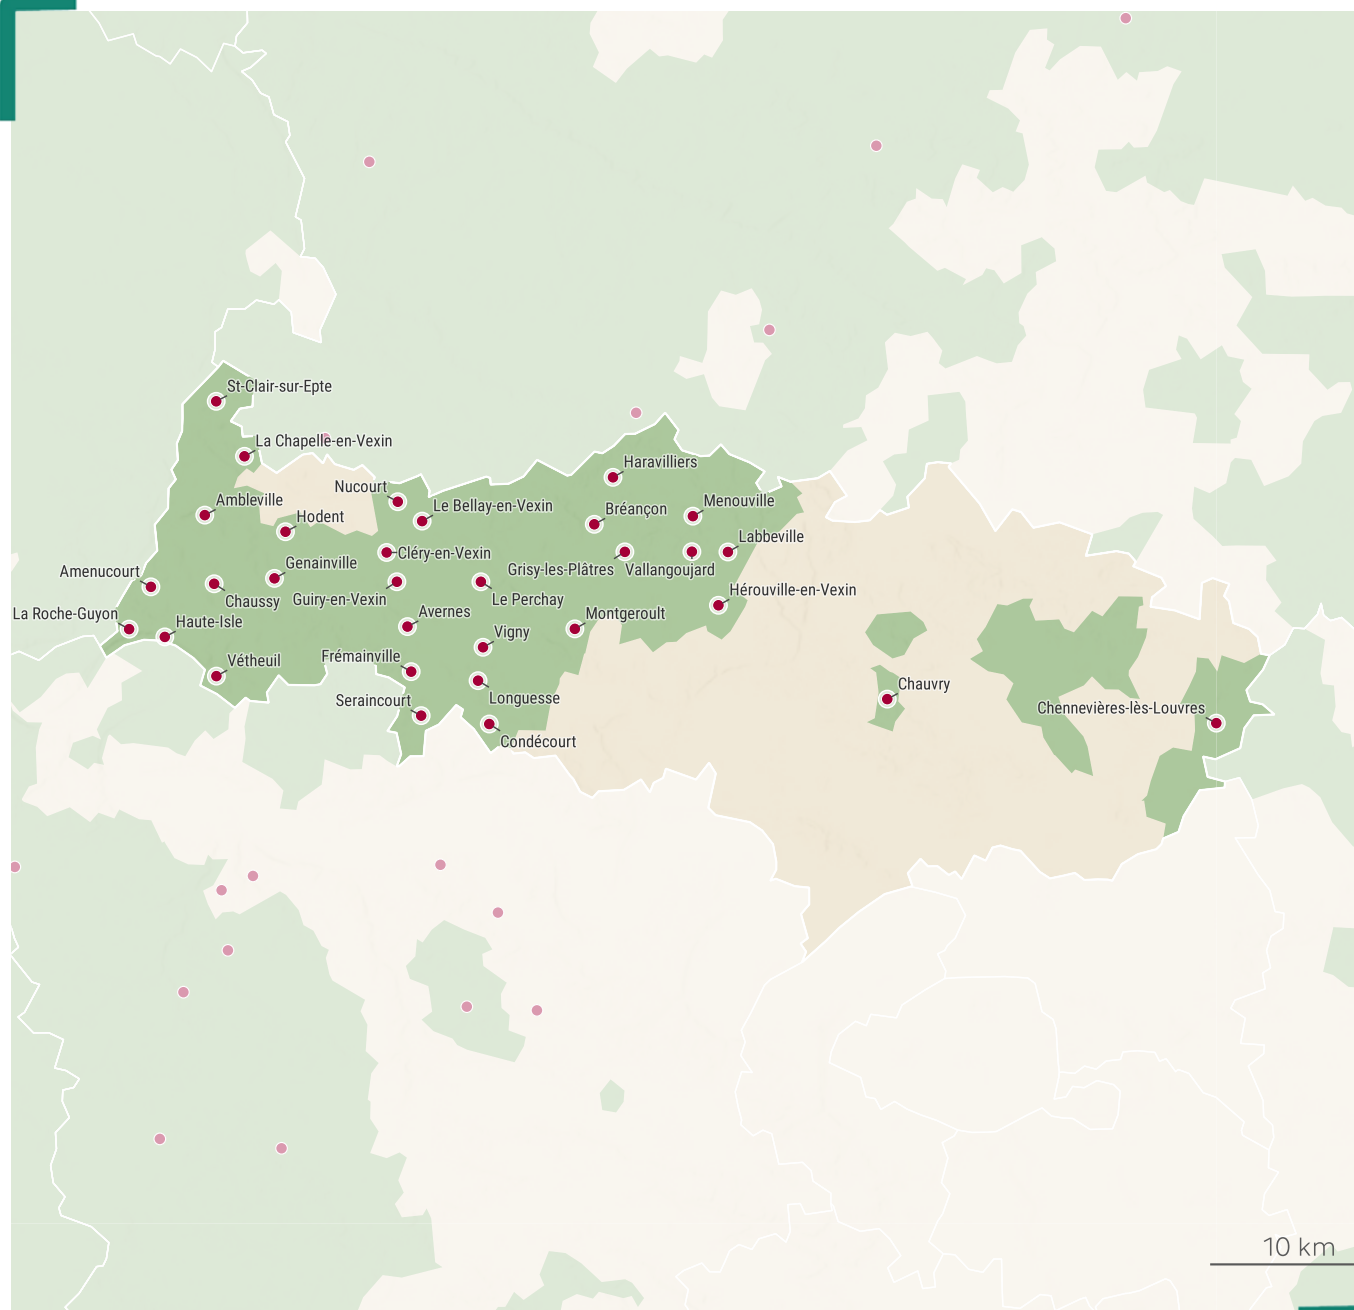 St-Clair-sur-Epte
La Chapelle-en-Vexin
Haravilliers
Nucourt
Ambleville
Le Bellay-en-Vexin
Menouville
Bréançon
Hodent
Labbeville
Cléry-en-Vexin
Genainville
Grisy-les-Plâtres
Vallangoujard
Amenucourt
Hérouville-en-Vexin
Chaussy
Guiry-en-Vexin
Le Perchay
La Roche-Guyon
Avernes
Montgeroult
Haute-Isle
Vigny
Frémainville
Vétheuil
Chauvry
Longuesse
Seraincourt
Chennevières-lès-Louvres
Condécourt
10 km